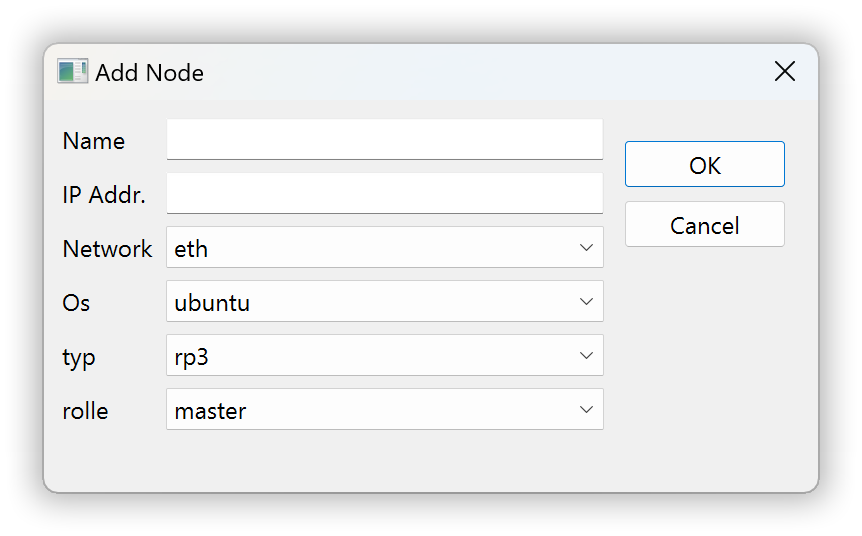 Add Node
Name
OK
IP Addr.
Cancel
Network eth
Os ubuntu
typ rp3
rolle master